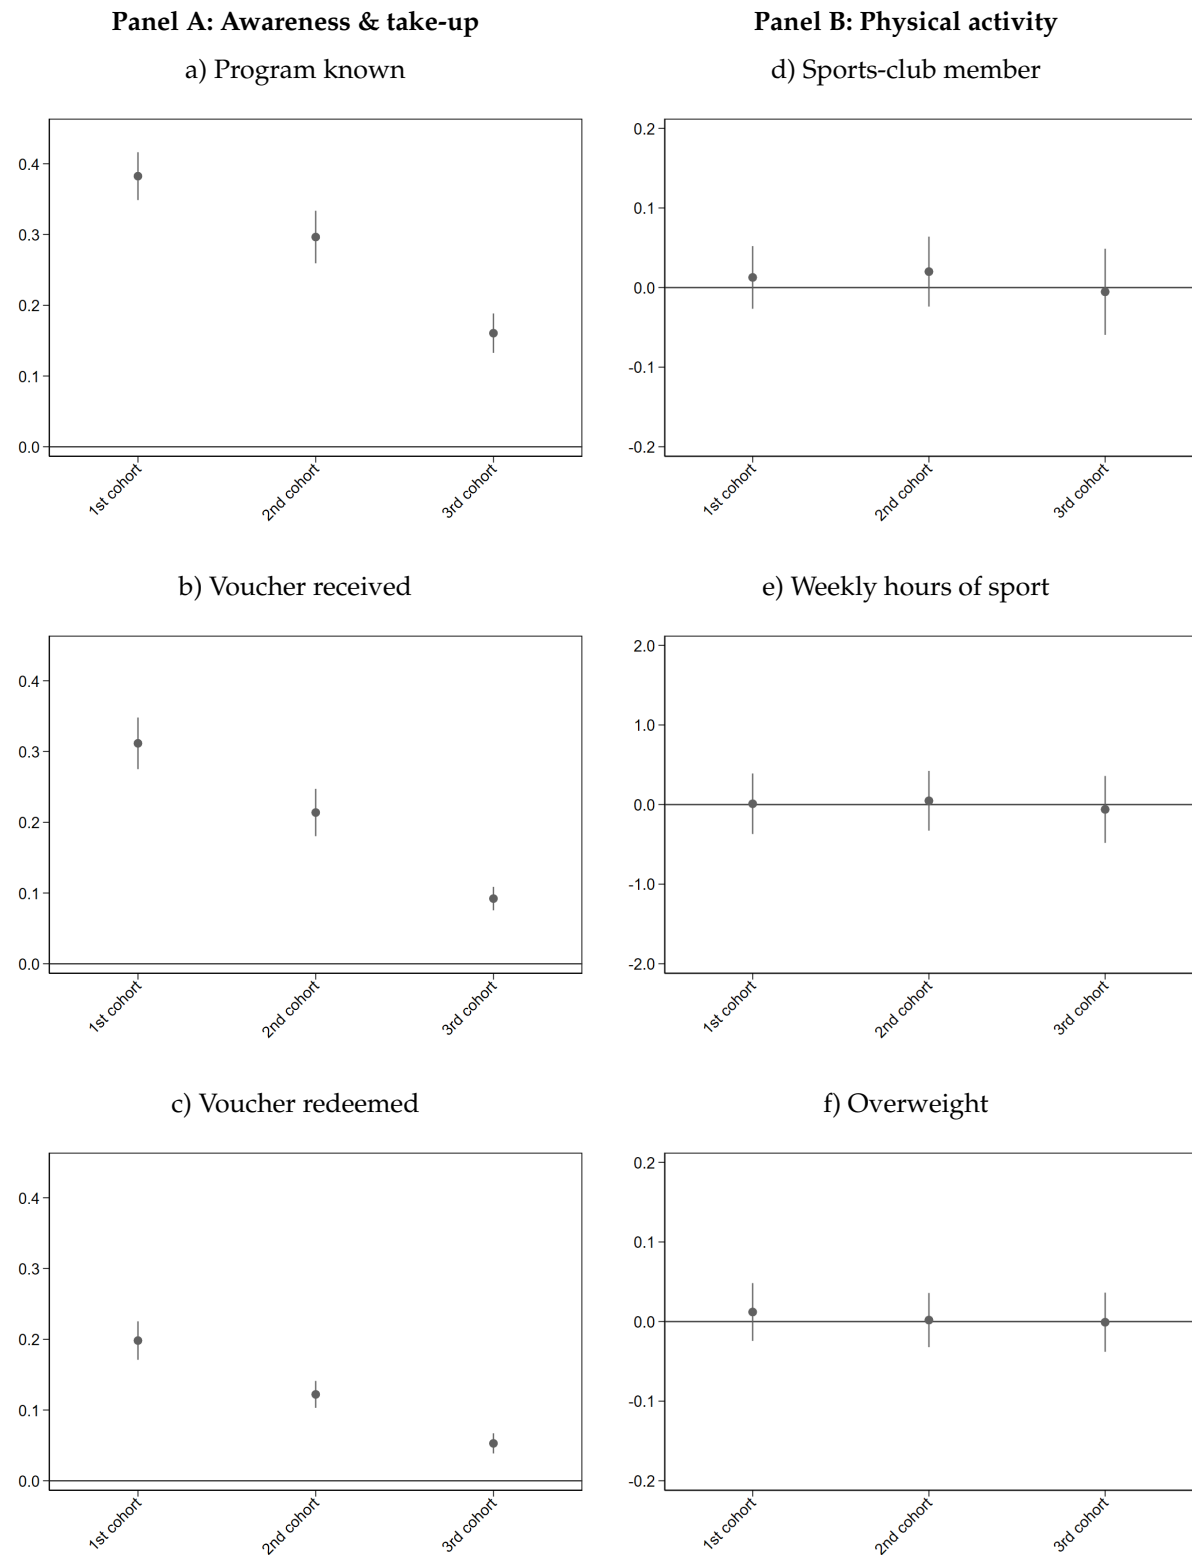 Panel A: Awareness & take-up
a) Program known
0.4
0.3
0.2
0.1
0.0
1st cohort
2nd cohort
3rd cohort
b) Voucher received
0.4
0.3
0.2
0.1
0.0
1st cohort
2nd cohort
3rd cohort
c) Voucher redeemed
0.4
0.3
0.2
0.1
0.0
1st cohort
2nd cohort
3rd cohort
Panel B: Physical activity
d) Sports-club member
0.2
0.1
0.0
-0.1
-0.2
1st cohort
2nd cohort
3rd cohort
e) Weekly hours of sport
2.0
1.0
0.0
-1.0
-2.0
1st cohort
2nd cohort
3rd cohort
f) Overweight
0.2
0.1
0.0
-0.1
-0.2
1st cohort
2nd cohort
3rd cohort